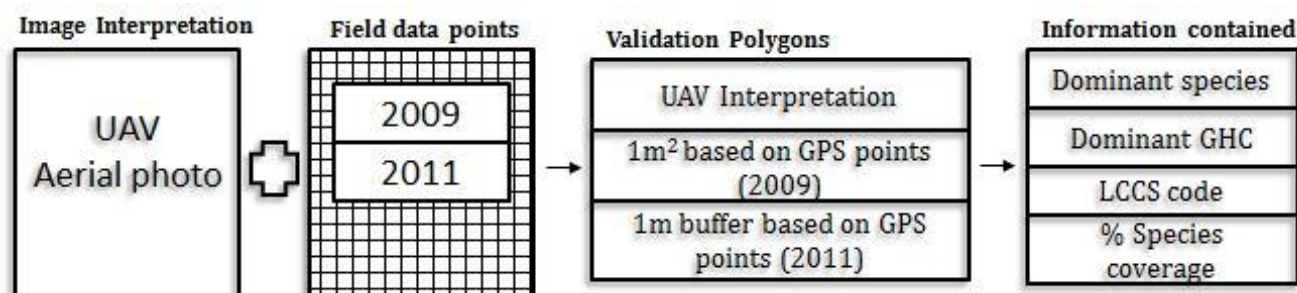 Image Interpretation
UAV
Aerial photo
Field data points
2009
2011
Validation Polygons
UAV Interpretation
1m² based on GPS points
(2009)
1m buffer based on GPS
points (2011)
Information contained
Dominant species
Dominant GHC
LCCS code
% Species
coverage